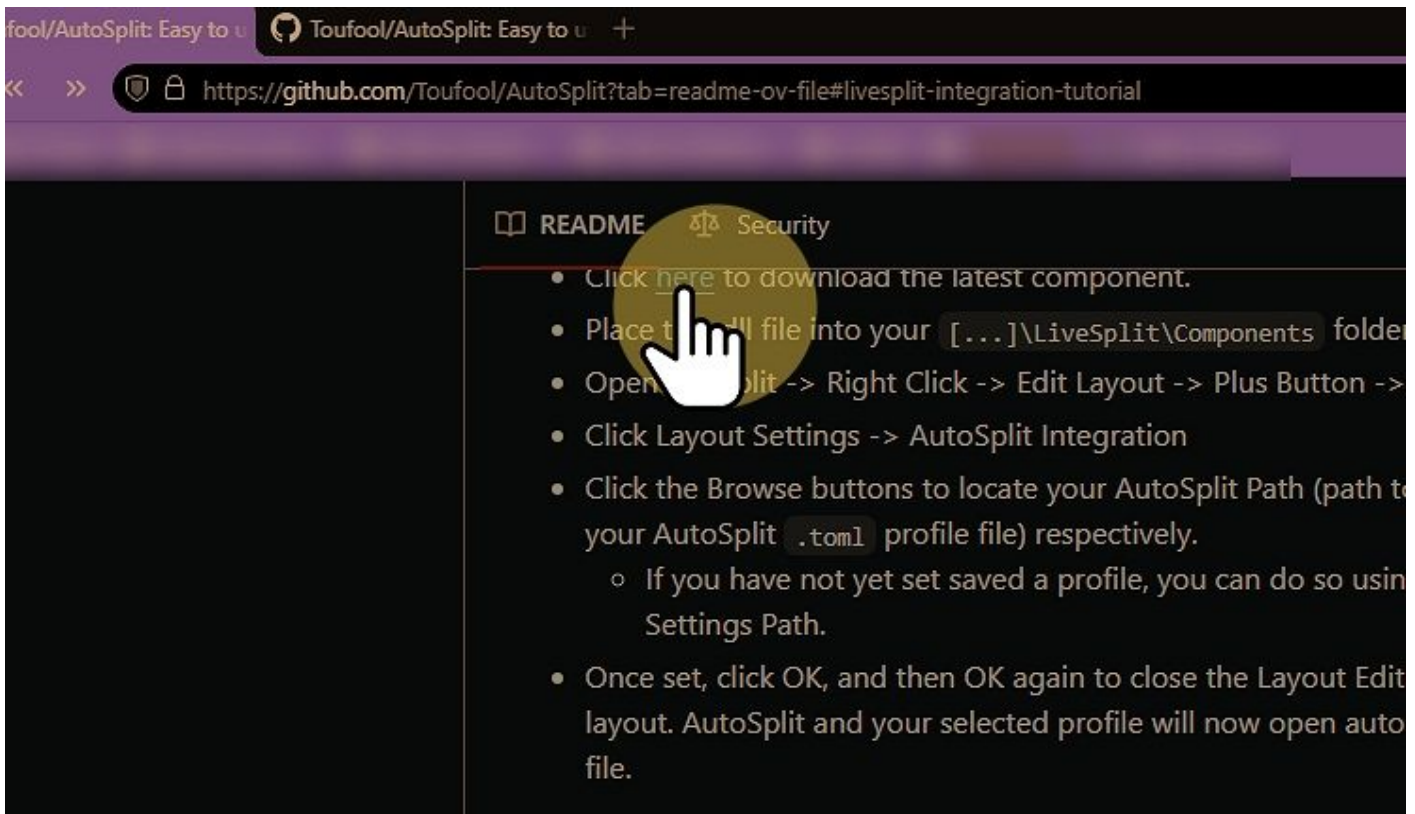 fool/AutoSplit: Easy to u Toufool/AutoSplit: Easy to u
https://github.com/Toufool/AutoSplit?tab=readme-ov-file#livesplit-integration-tutorial
README Security
Click here to download the latest component.
Place file into your [...]\LiveSplit\Components folder
Open -> Right Click -> Edit Layout -> Plus Button ->
Click Layout Settings -> AutoSplit Integration
Click the Browse buttons to locate your AutoSplit Path (path to
your AutoSplit .toml profile file) respectively.
If you have not yet set saved a profile, you can do so usin
Settings Path.
Once set, click OK, and then OK again to close the Layout Edit
layout. AutoSplit and your selected profile will now open auto
file.